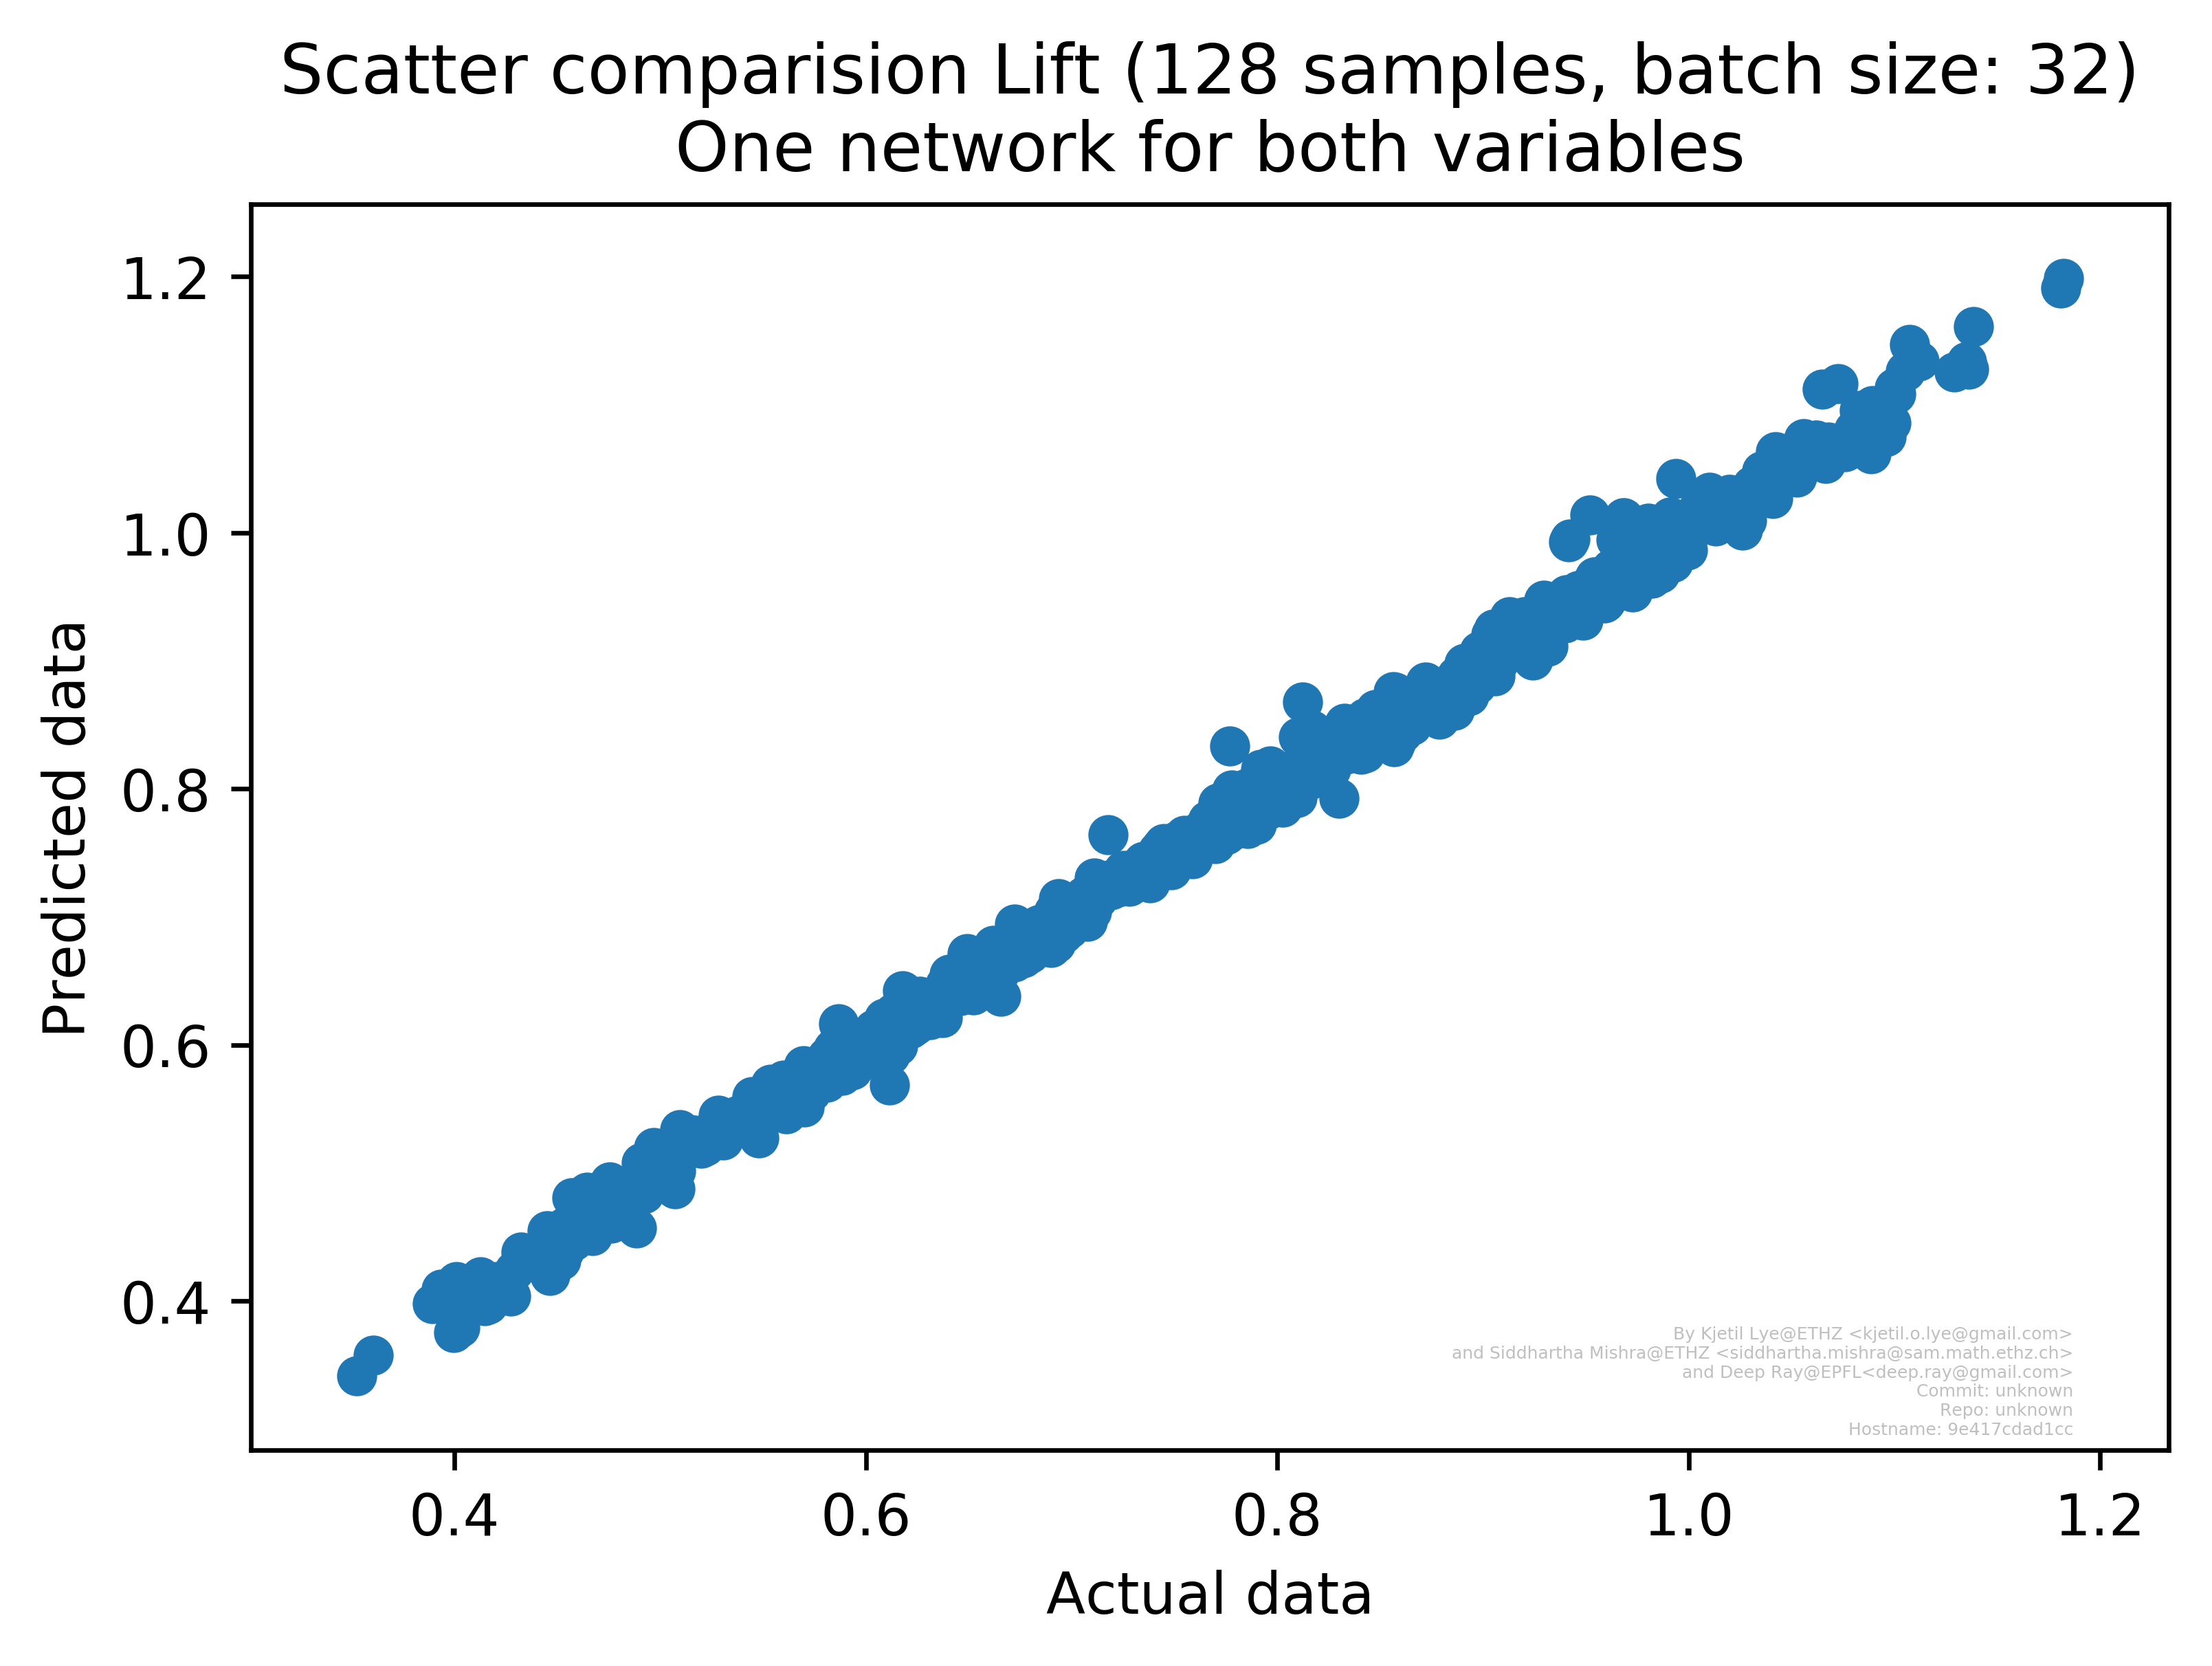 Scatter comparision Lift (128 samples, batch size: 32)
One network for both variables
1.2
1.0
0.8
0.6
0.4
Predicted data
By Kjetil Lye@ETHZ <kjetil.o.lye@gmail.com>
and Siddhartha Mishra@ETHZ <siddhartha.mishra@sam.math.ethz.ch>
and Deep Ray@EPFL<deep.ray@gmail.com>
Commit: unknown
Repo: unknown
Hostname: 9e417cdad1cc
0.4 0.6 0.8 1.0 1.2
Actual data